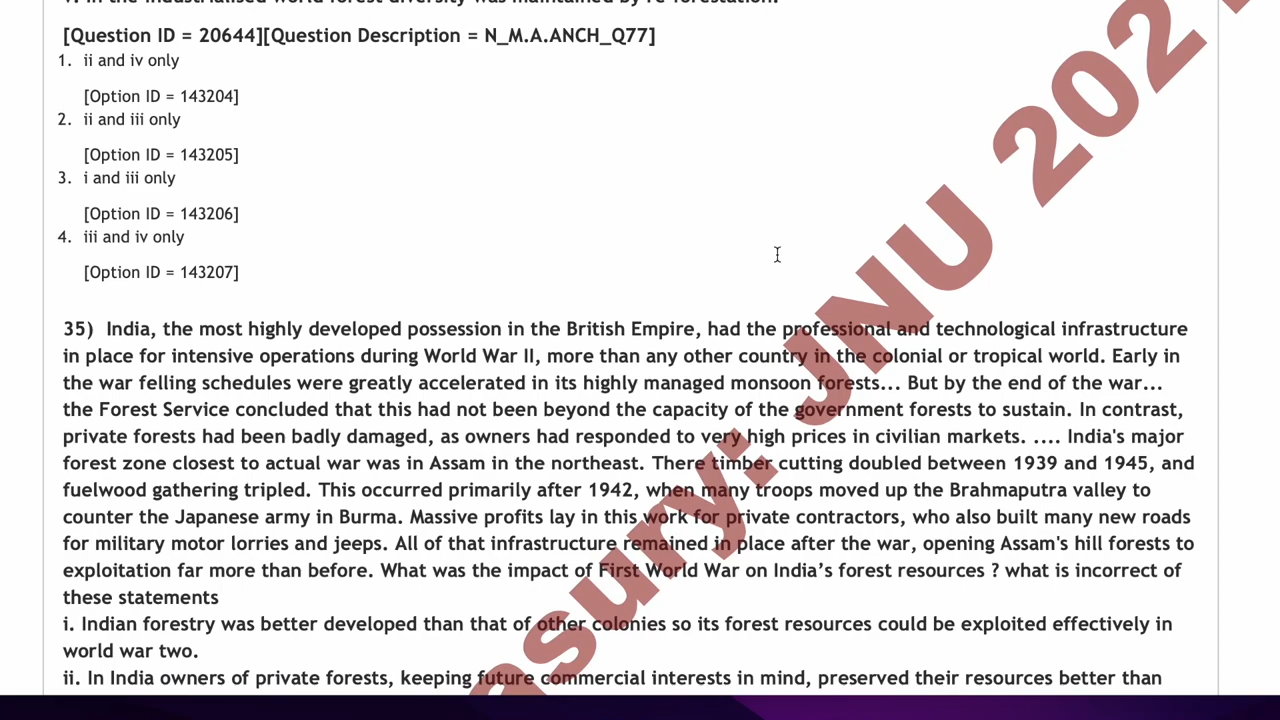 v. In the industrialised world forest diversity was maintained by re-forestation.
[Question ID = 20644][Question Description = N_M.A.ANCH_Q77]
1. ii and iv only
[Option ID = 143204]
2. ii and iii only
[Option ID = 143205]
3. i and iii only
[Option ID = 143206]
4. iii and iv only
[Option ID = 143207]
35) India, the most highly developed possession in the British Empire, had the professional and technological infrastructure
in place for intensive operations during World War II, more than any other country in the colonial or tropical world. Early in
the war felling schedules were greatly accelerated in its highly managed monsoon forests... But by the end of the war...
the Forest Service concluded that this had not been beyond the capacity of the government forests to sustain. In contrast,
private forests had been badly damaged, as owners had responded to very high prices in civilian markets. .... India's major
forest zone closest to actual war was in Assam in the northeast. There timber cutting doubled between 1939 and 1945, and
fuelwood gathering tripled. This occurred primarily after 1942, when many troops moved up the Brahmaputra valley to
counter the Japanese army in Burma. Massive profits lay in this work for private contractors, who also built many new roads
for military motor lorries and jeeps. All of that infrastructure remained in place after the war, opening Assam's hill forests to
exploitation far more than before. What was the impact of First World War on India’s forest resources ? what is incorrect of
these statements
i. Indian forestry was better developed than that of other colonies so its forest resources could be exploited effectively in
world war two.
ii. In India owners of private forests, keeping future commercial interests in mind, preserved their resources better than
asury: JNU 202